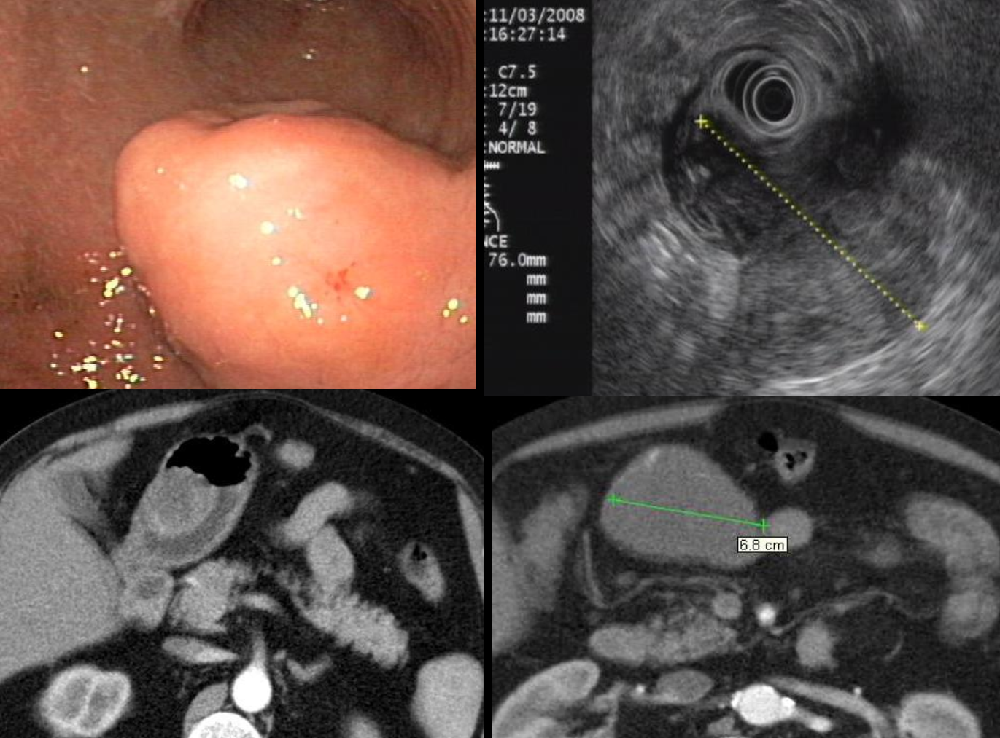 :11/03/2008
:16:27:14
: C7.5
:12cm
: 7/19
: 4/ 8
:NORMAL
NCE
76.0mm
mm
mm
mm
6.8 cm